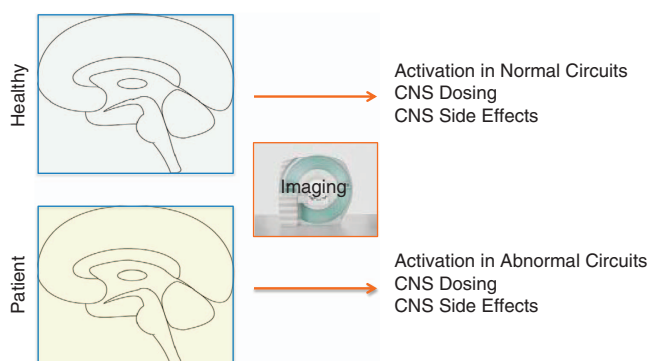 Healthy
Activation in Normal Circuits
CNS Dosing
CNS Side Effects
Imaging
Patient
Activation in Abnormal Circuits
CNS Dosing
CNS Side Effects